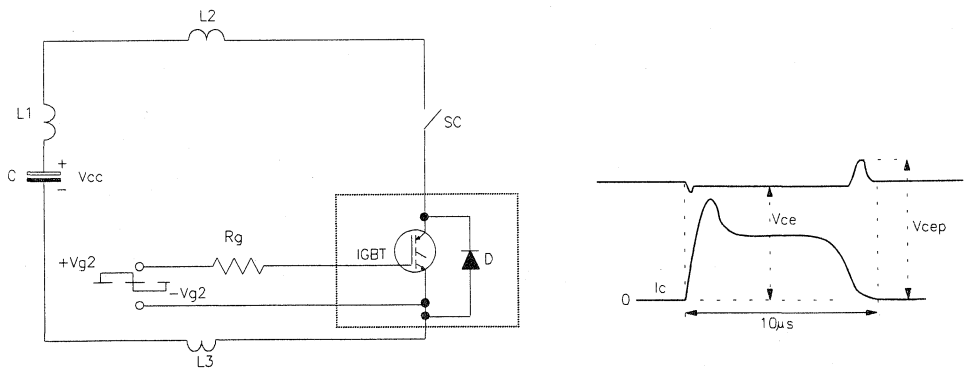 L2
L1
SC
C
+
Vcc
−
Rg
IGBT
D
+Vg2
−Vg2
L3
Vce
Vcep
Ic
0
10μs